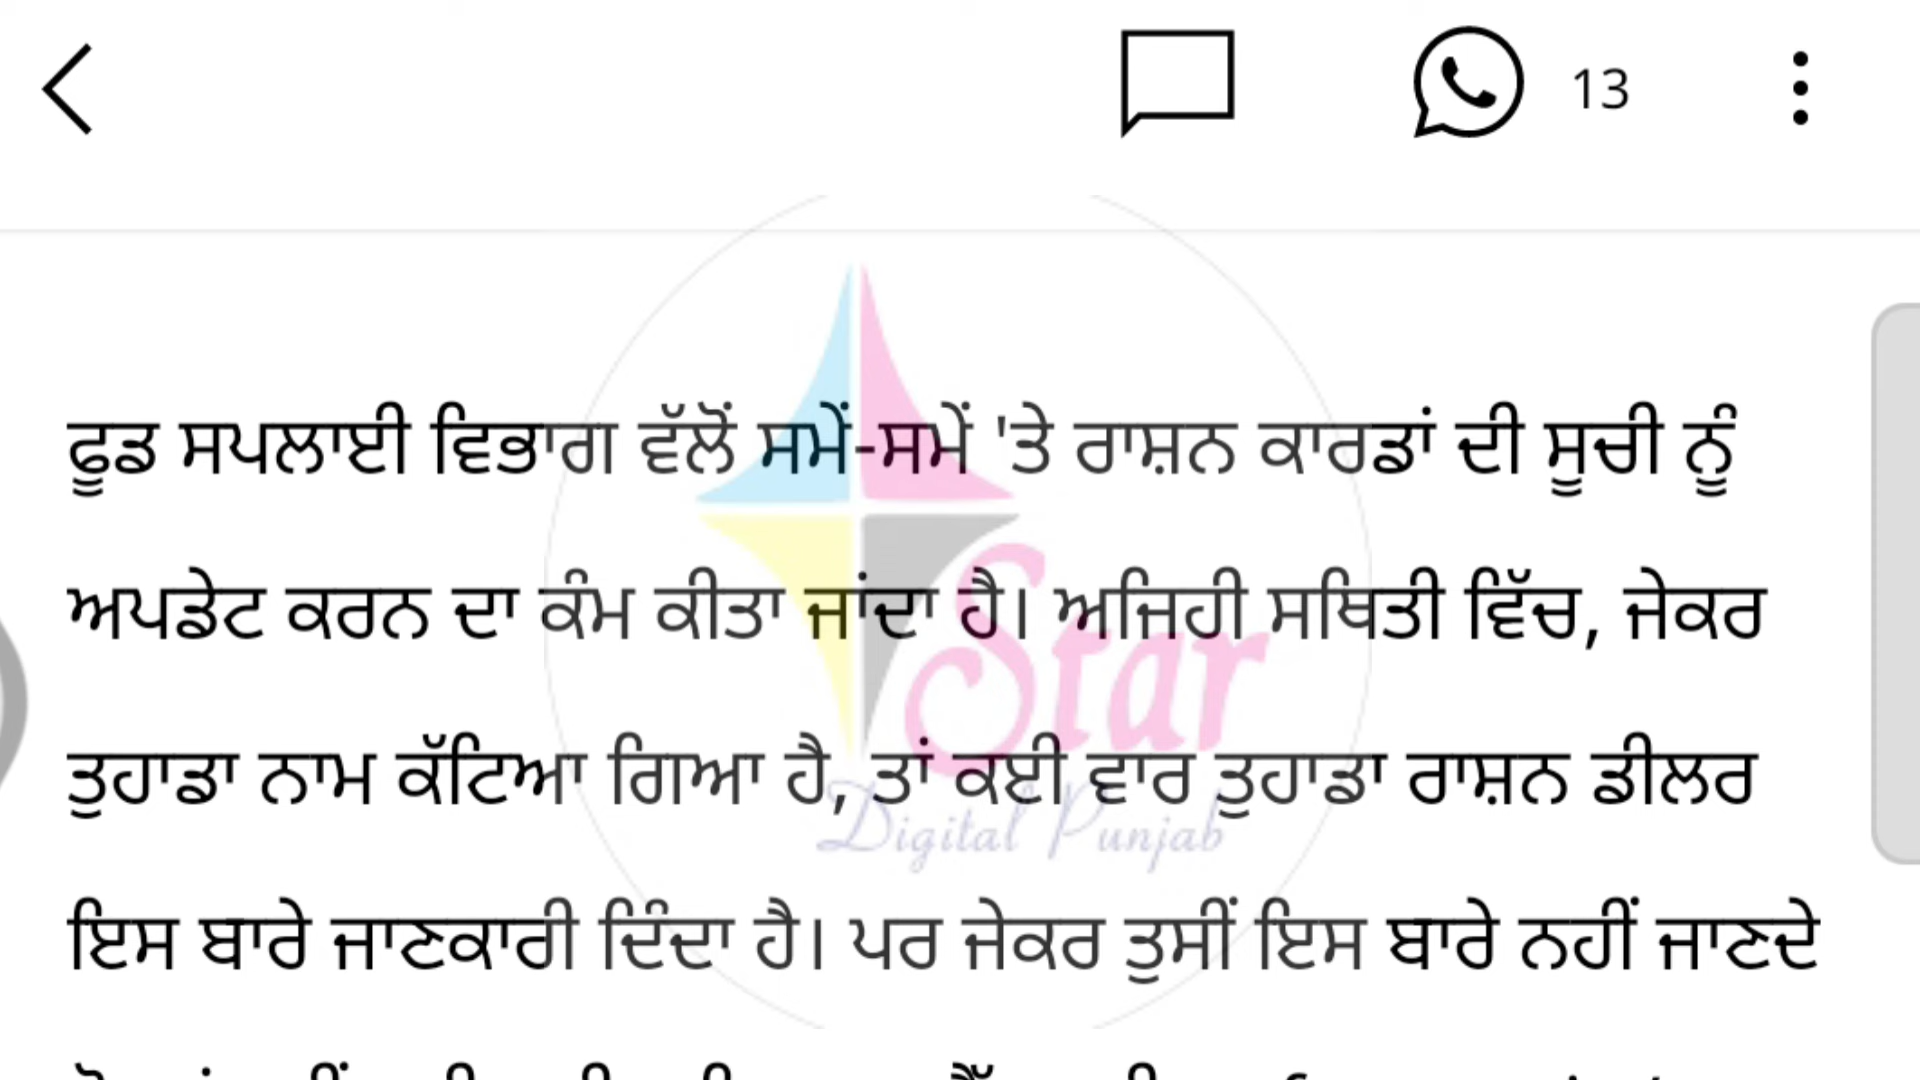 13
ਫੂਡ ਸਪਲਾਈ ਵਿਭਾਗ ਵੱਲੋਂ ਸਮੇਂ-ਸਮੇਂ 'ਤੇ ਰਾਸ਼ਨ ਕਾਰਡਾਂ ਦੀ ਸੂਚੀ ਨੂੰ
ਅਪਡੇਟ ਕਰਨ ਦਾ ਕੰਮ ਕੀਤਾ ਜਾਂਦਾ ਹੈ। ਅਜਿਹੀ ਸਥਿਤੀ ਵਿੱਚ, ਜੇਕਰ
Star
ਤੁਹਾਡਾ ਨਾਮ ਕੱਟਿਆ ਗਿਆ ਹੈ, ਤਾਂ ਕਈ ਵਾਰ ਤੁਹਾਡਾ ਰਾਸ਼ਨ ਡੀਲਰ
Digital Punjab
ਇਸ ਬਾਰੇ ਜਾਣਕਾਰੀ ਦਿੰਦਾ ਹੈ। ਪਰ ਜੇਕਰ ਤੁਸੀਂ ਇਸ ਬਾਰੇ ਨਹੀਂ ਜਾਣਦੇ